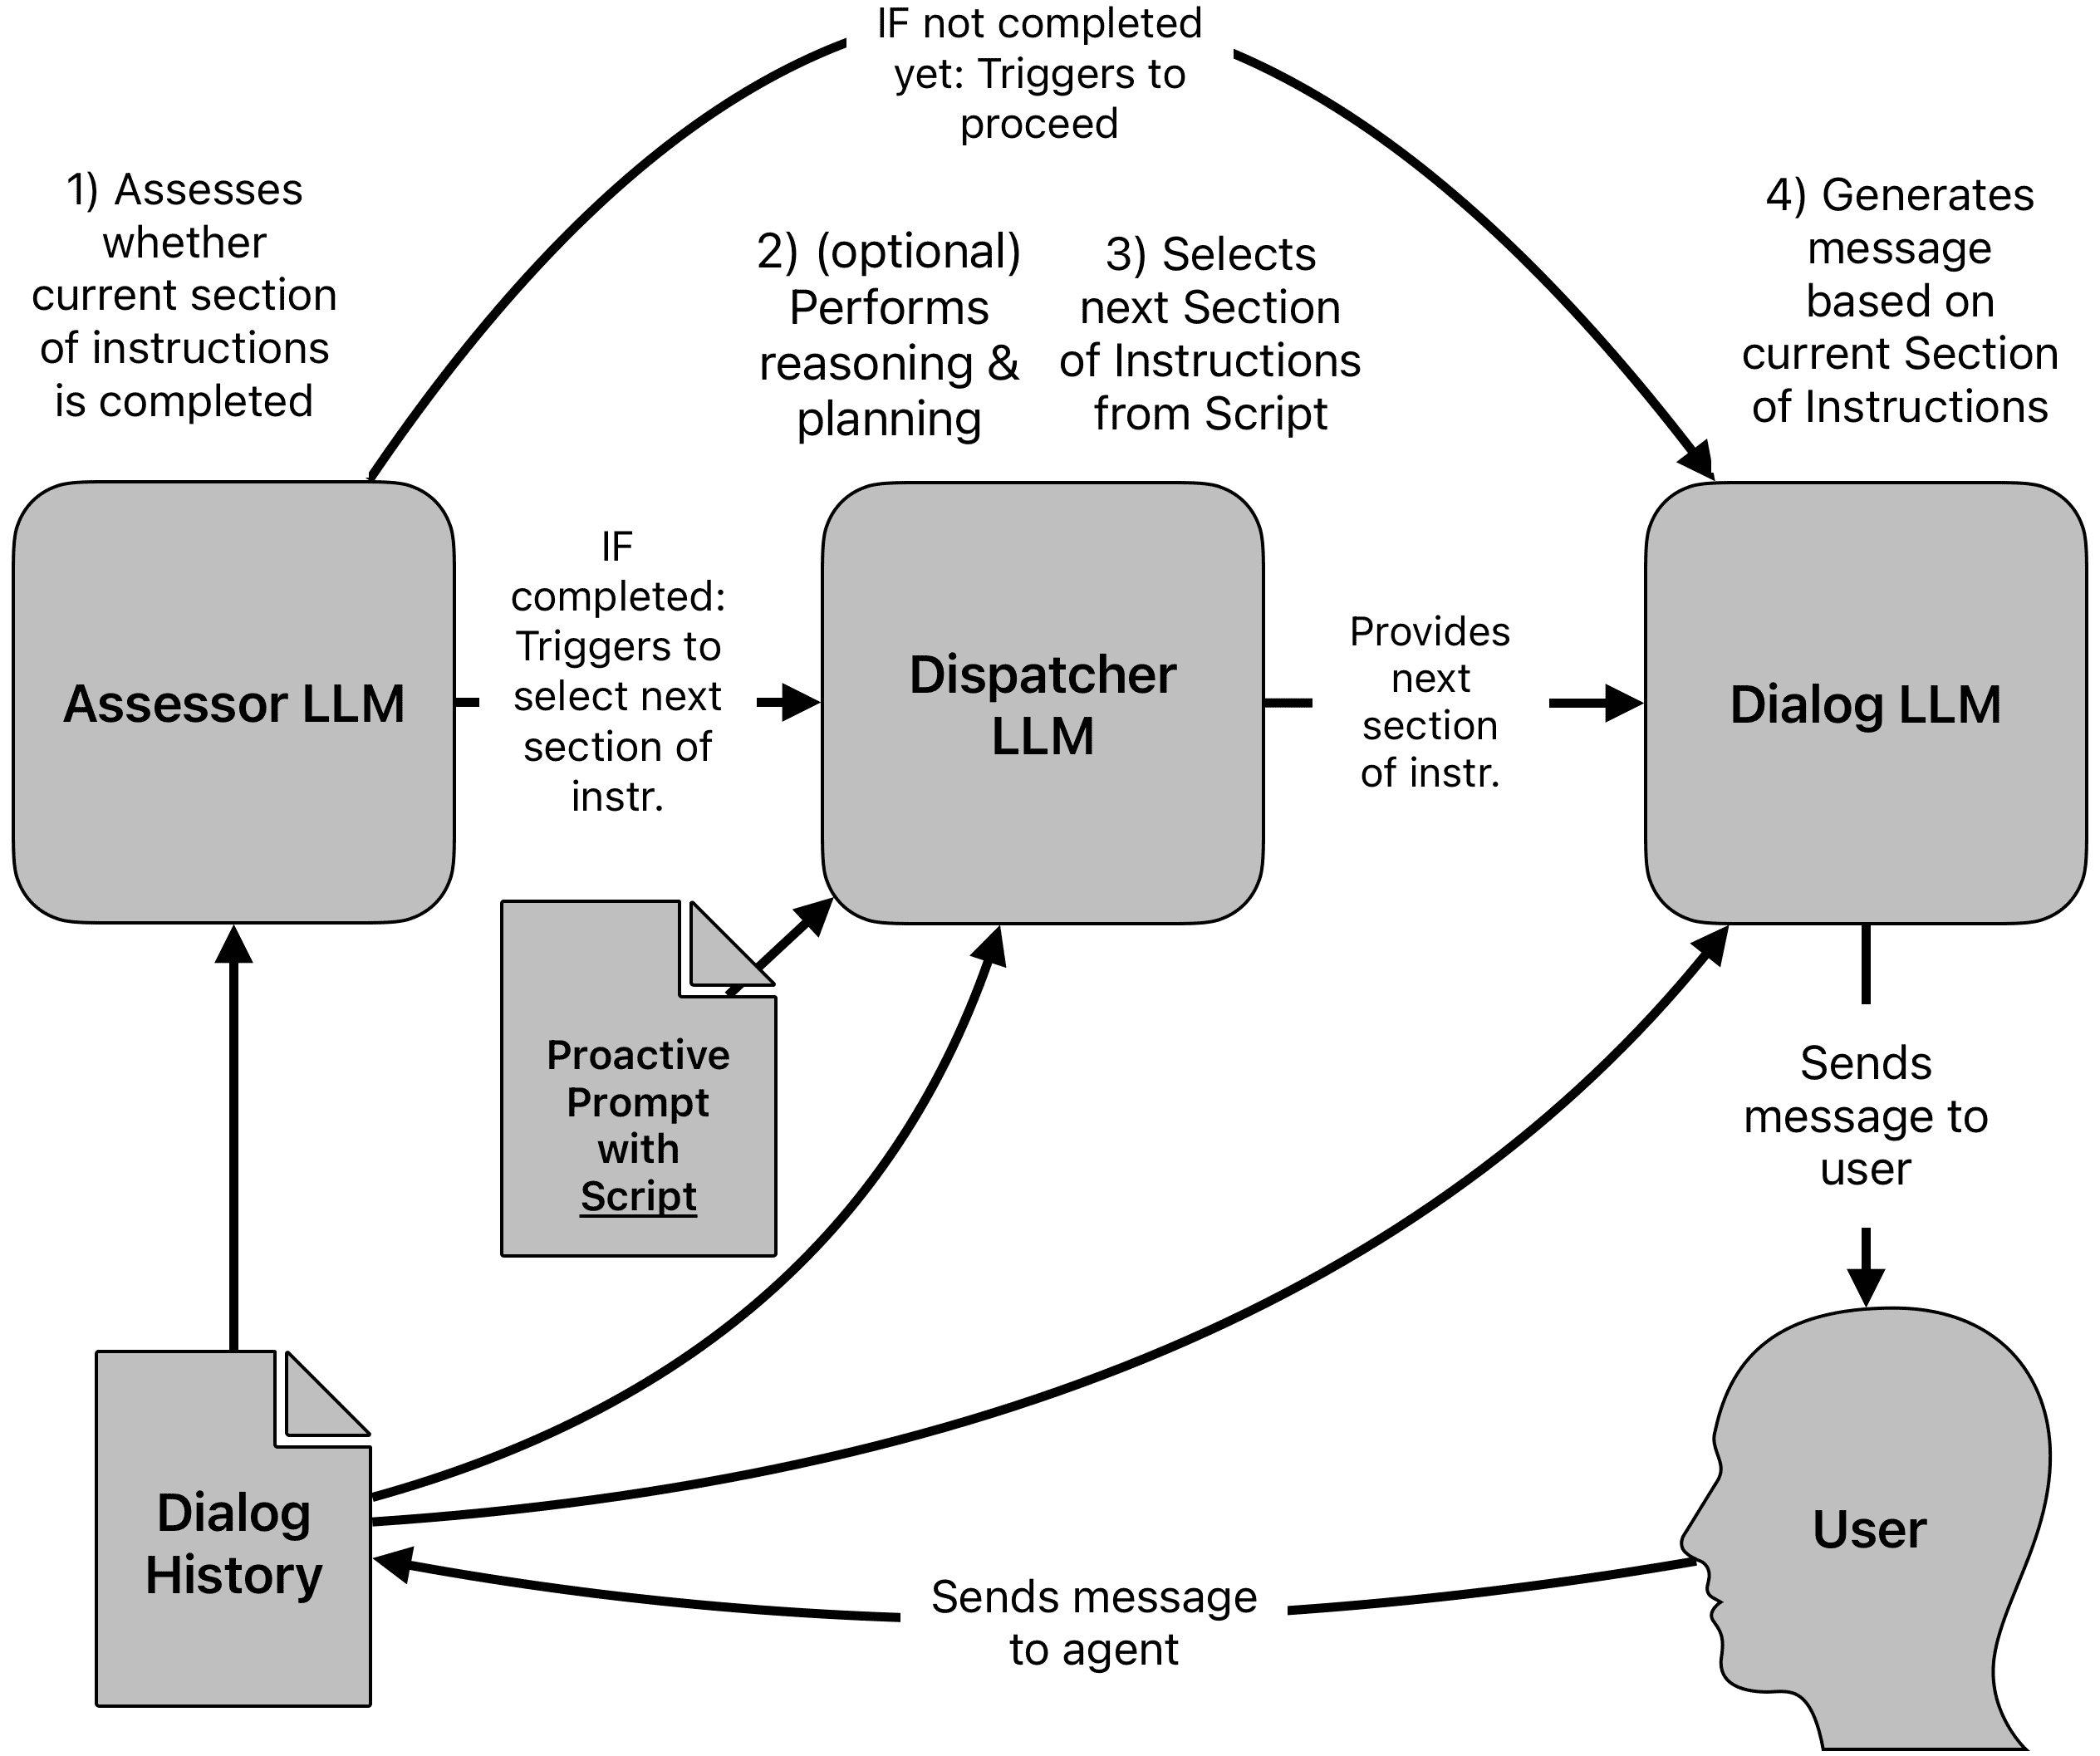 IF not completed
yet: Triggers to
proceed
1) Assesses
whether
current section
of instructions
is completed
2) (optional)
Performs
reasoning &
planning
3) Selects
next Section
of Instructions
from Script
4) Generates
message
based on
current Section
of Instructions
Assessor LLM
IF
completed:
Triggers to
select next
section of
instr.
Dispatcher
LLM
Provides
next
section
of instr.
Dialog LLM
Proactive
Prompt
with
Script
Sends
message to
user
Dialog
History
User
Sends message
to agent